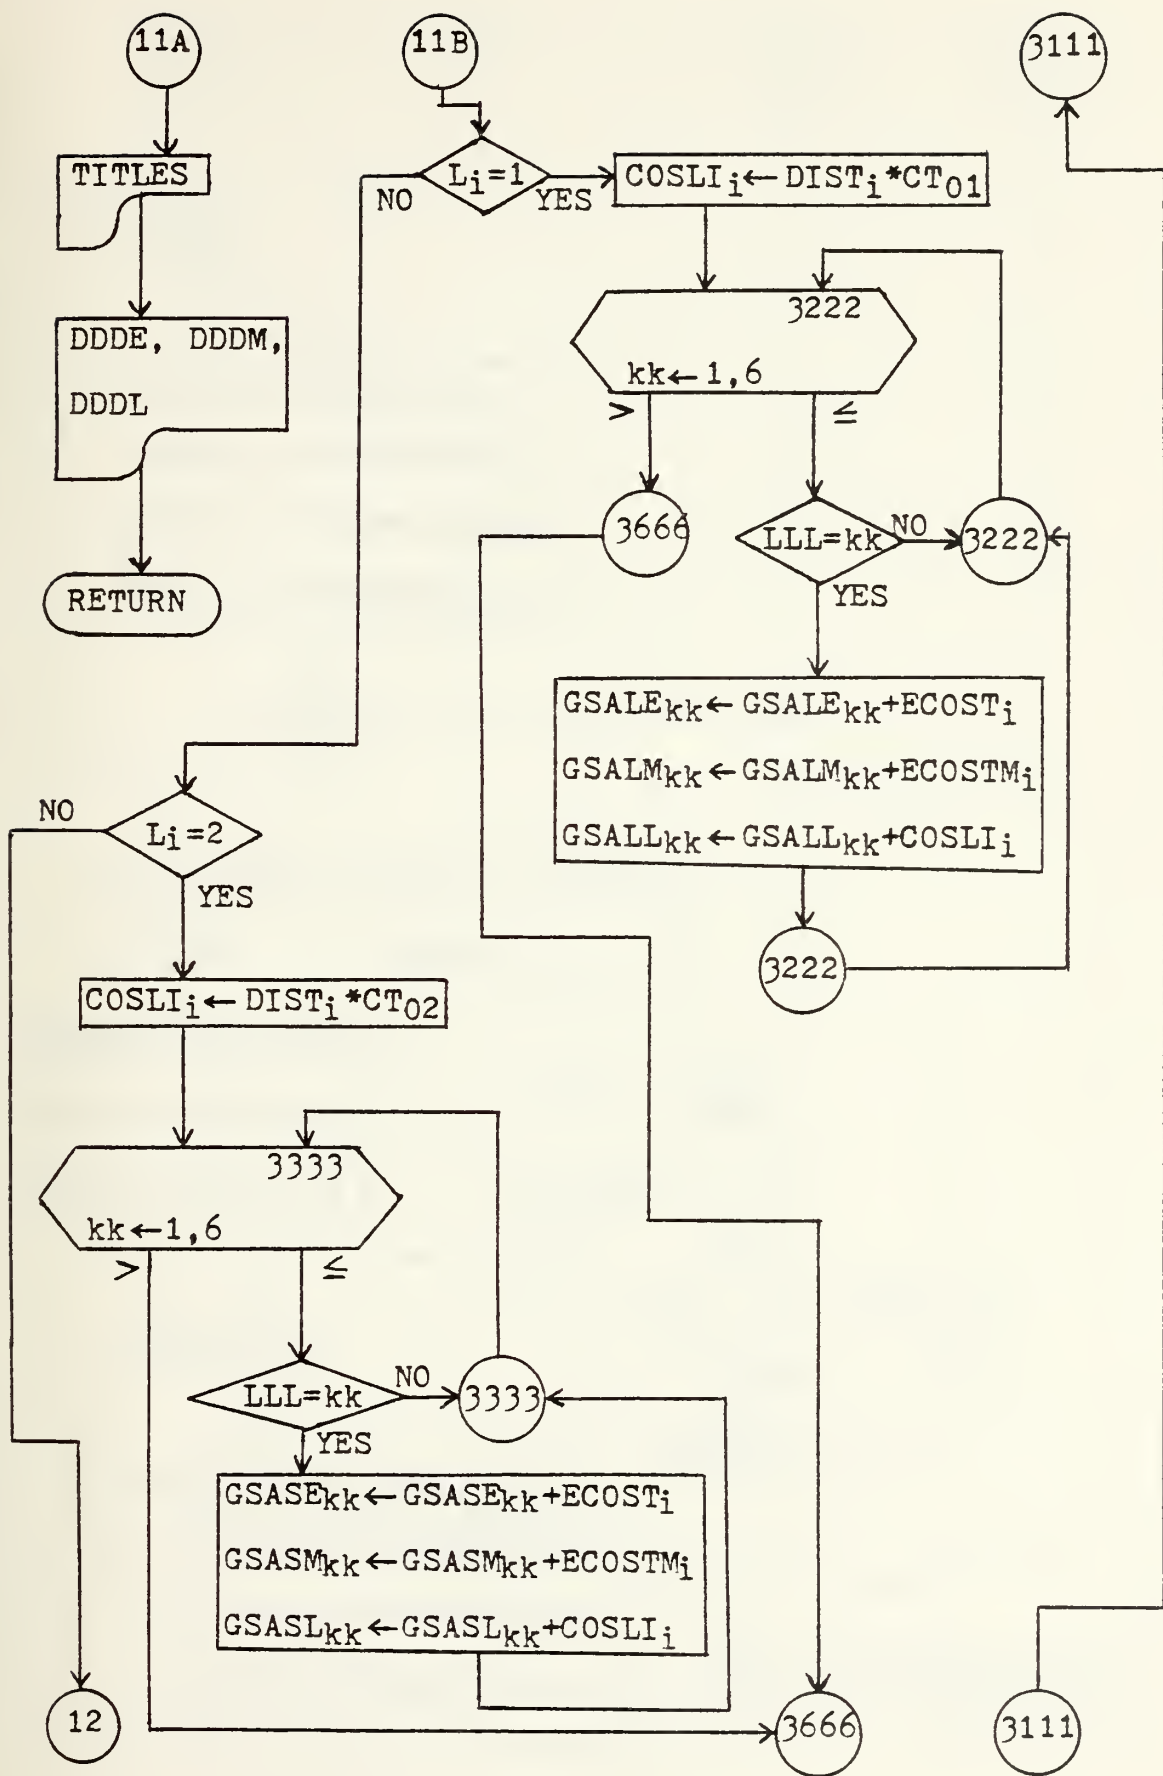 11A
11B
3111
TITLES
Li=1
NO
YES
COSLIi←DISTi*CT01
3222
kk←1,6
>
≤
DDDE, DDDM,
DDDL
RETURN
3666
LLL=kk
NO
3222
YES
GSALEkk←GSALEkk+ECOSTi
GSALMkk←GSALMkk+ECOSTMi
GSALLkk←GSALLkk+COSLIi
3222
NO
Li=2
YES
COSLIi←DISTi*CT02
3333
kk←1,6
>
≤
LLL=kk
NO
3333
YES
GSASEkk←GSASEkk+ECOSTi
GSASMkk←GSASMkk+ECOSTMi
GSASLkk←GSASLkk+COSLIi
12
3666
3111